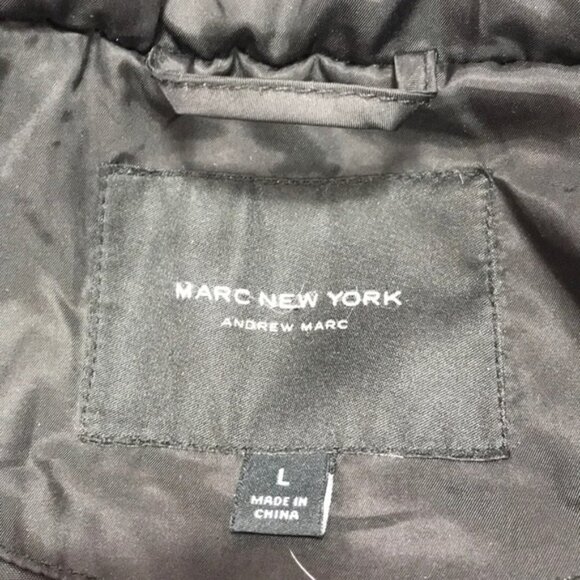 MARC NEW YORK
ANDREW MARC
L
MADE IN
CHINA